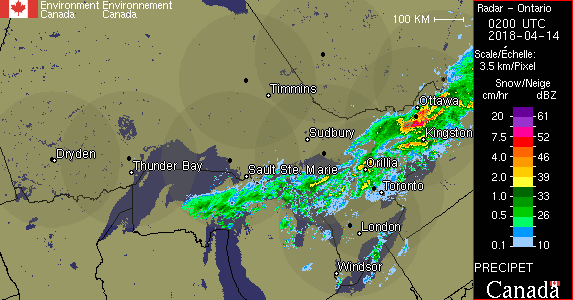 Environment Environnement
Canada Canada
100 KM
Radar - Ontario
0200 UTC
2018-04-14
Scale/Échelle:
3.5 km/Pixel
Snow/Neige
cm/hr dBZ
20 61
7.5 52
4.0 46
2.0 39
1.0 33
0.5 26
0.1 10
PRECIPET
Canada
Timmins
Ottawa
Sudbury
Kingston
Dryden
Thunder Bay
Sault Ste. Marie
Orillia
Toronto
London
Windsor